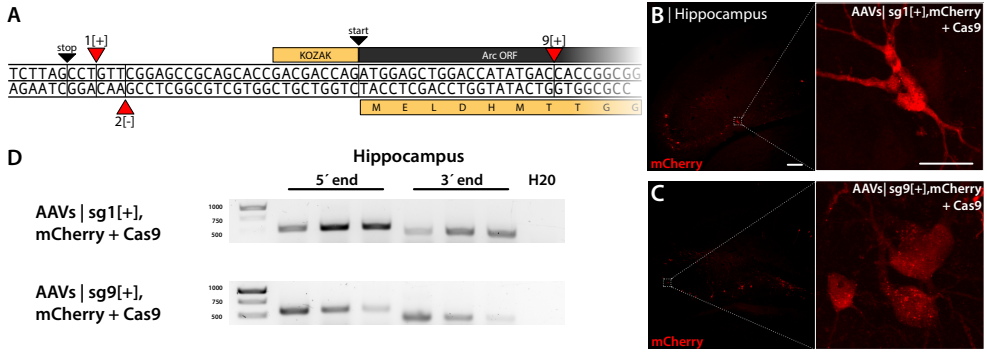 A
stop
1[+]
start
9[+]
KOZAK
Arc ORF
TCTTAGCCTGTTCGGAGCCGCAGCACCGACGACCAGATGGAGCTGGACCATATGACCACCGGCGG
AGAATCGGACAAGCCTCGGCGTCGTGGCTGCTGGTCTACCTCGACCTGGTATACTGGTGGCGCC
M E L D H M T T G G
2[-]
B | Hippocampus
mCherry
AAVs| sg1[+],mCherry
+ Cas9
C
mCherry
AAVs| sg9[+],mCherry
+ Cas9
D
Hippocampus
5´ end
3´ end
H20
AAVs | sg1[+],
mCherry + Cas9
1000
750
500
AAVs | sg9[+],
mCherry + Cas9
1000
750
500